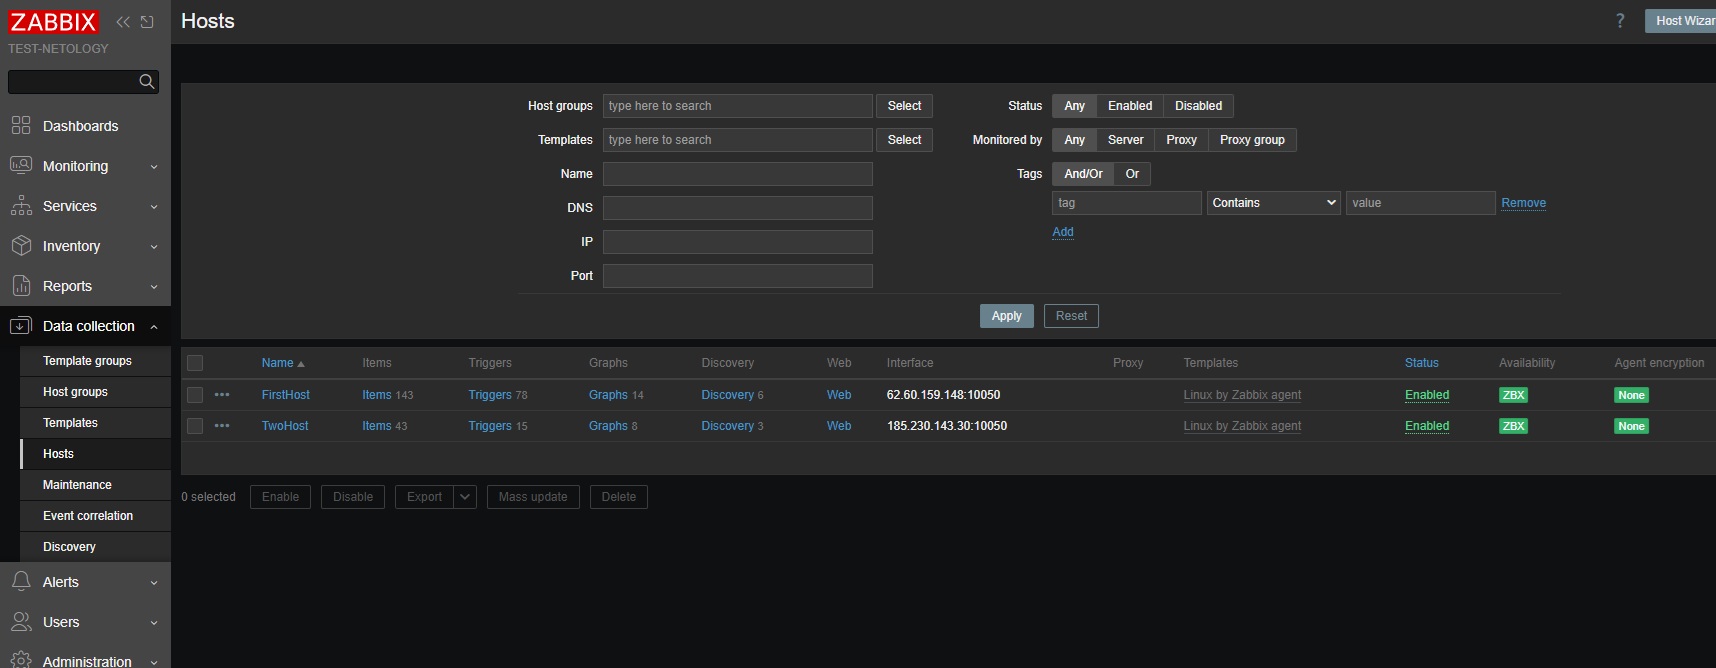 ZABBIX
TEST-NETOLOGY
Dashboards
Monitoring
Services
Inventory
Reports
Data collection
Template groups
Host groups
Templates
Hosts
Maintenance
Event correlation
Discovery
Alerts
Users
Administration
Hosts
? Host Wizar
Host groups type here to search Select
Templates type here to search Select
Name
DNS
IP
Port
Status Any Enabled Disabled
Monitored by Any Server Proxy Proxy group
Tags And/Or Or
tag Contains value Remove
Add
Apply Reset
Name Items Triggers Graphs Discovery Web Interface Proxy Templates Status Availability Agent encryption
FirstHost Items 143 Triggers 78 Graphs 14 Discovery 6 Web 62.60.159.148:10050 Linux by Zabbix agent Enabled ZBX None
TwoHost Items 43 Triggers 15 Graphs 8 Discovery 3 Web 185.230.143.30:10050 Linux by Zabbix agent Enabled ZBX None
0 selected Enable Disable Export Mass update Delete